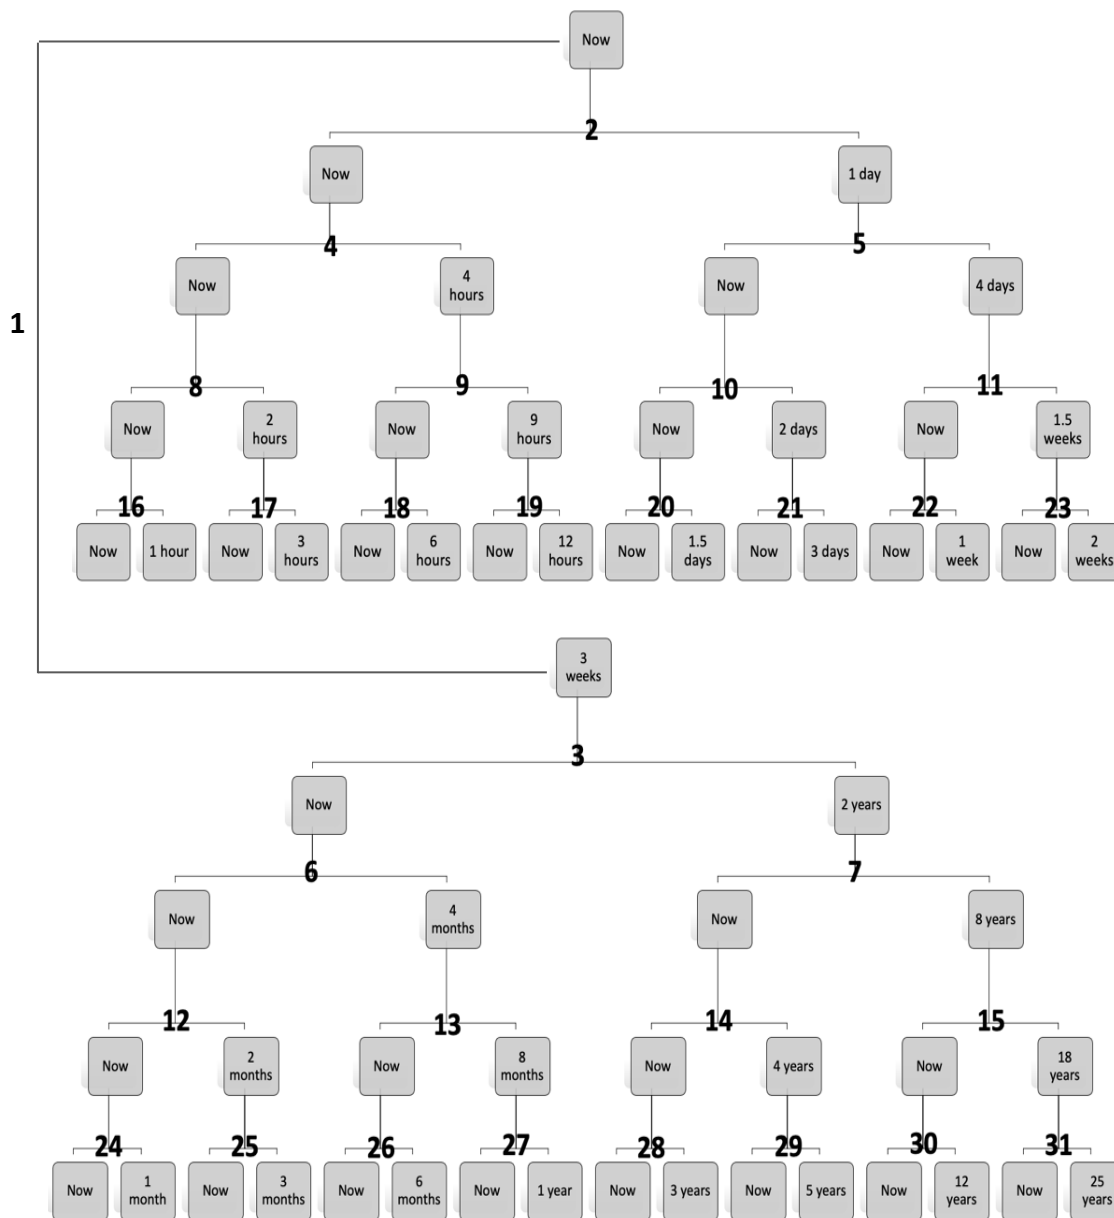 Now
2
Now
1 day
4
5
Now
4
hours
Now
4 days
1
8
9
10
11
Now
2
hours
Now
9
hours
Now
2 days
Now
1.5
weeks
16
17
18
19
20
21
22
23
Now
1 hour
Now
3
hours
Now
6
hours
Now
12
hours
Now
1.5
days
Now
3 days
Now
1
week
Now
2
weeks
3
weeks
3
Now
2 years
6
7
Now
4
months
Now
8 years
12
13
14
15
Now
2
months
Now
8
months
Now
4 years
Now
18
years
24
25
26
27
28
29
30
31
Now
1
month
Now
3
months
Now
6
months
Now
1 year
Now
3 years
Now
5 years
Now
12
years
Now
25
years